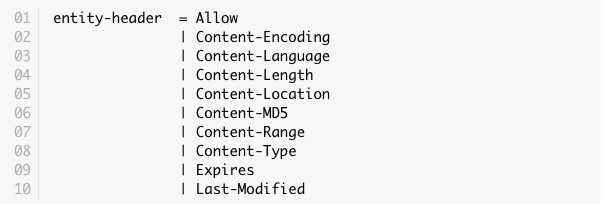 01 entity-header  = Allow
02                | Content-Encoding
03                | Content-Language
04                | Content-Length
05                | Content-Location
06                | Content-MD5
07                | Content-Range
08                | Content-Type
09                | Expires
10                | Last-Modified